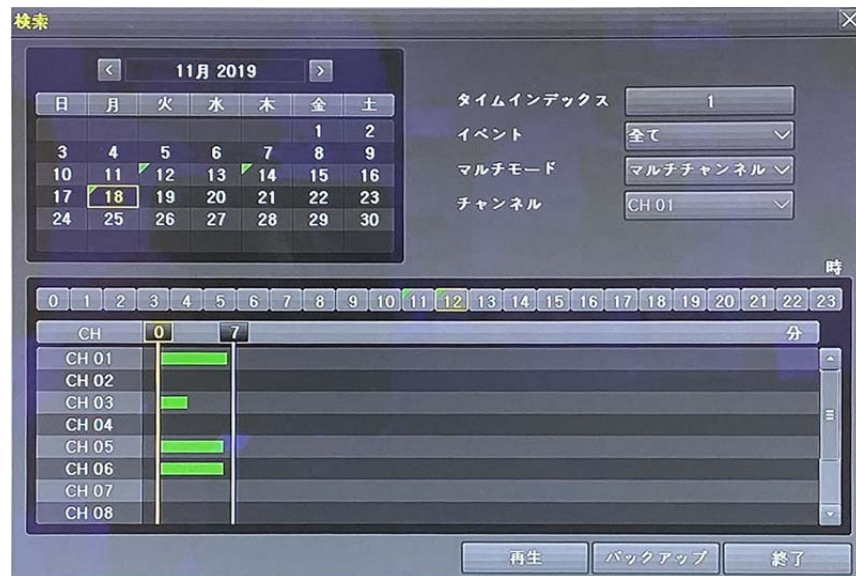 検索
11月 2019
日 月 火 水 木 金 土
1 2
3 4 5 6 7 8 9
10 11 12 13 14 15 16
17 18 19 20 21 22 23
24 25 26 27 28 29 30
タイムインデックス 1
イベント 全て
マルチモード マルチチャンネル
チャンネル CH 01
時
0 1 2 3 4 5 6 7 8 9 10 11 12 13 14 15 16 17 18 19 20 21 22 23
CH 0 7 分
CH 01
CH 02
CH 03
CH 04
CH 05
CH 06
CH 07
CH 08
再生 バックアップ 終了